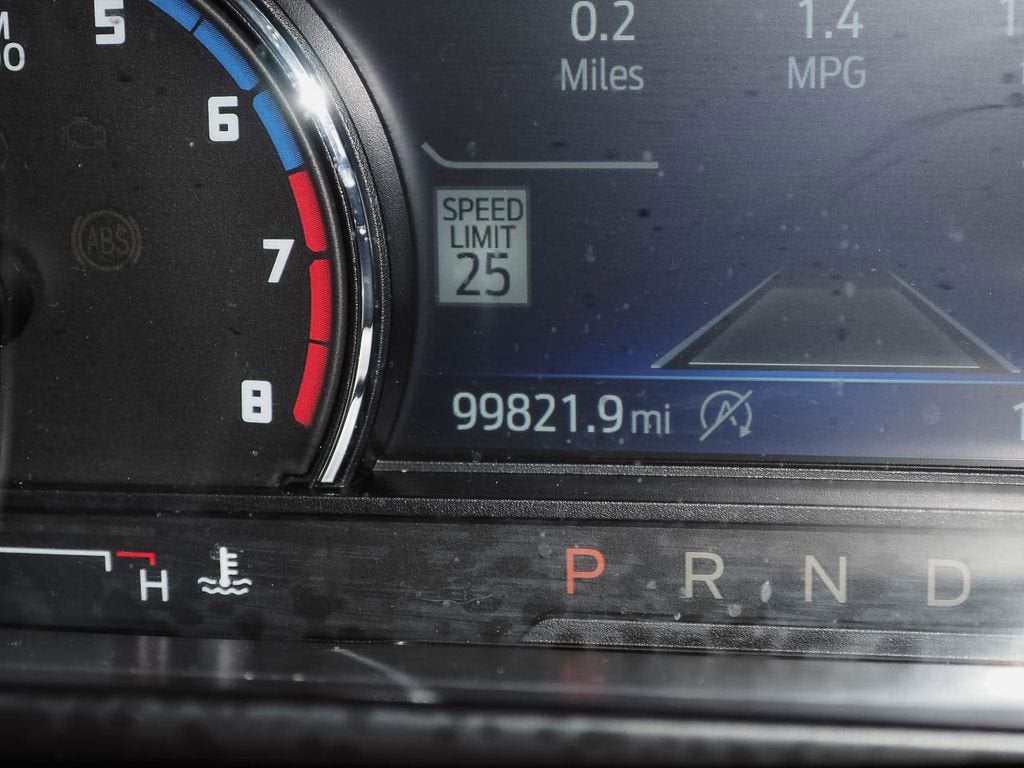 5
6
7
8
ABS
0.2
Miles
1.4
MPG
SPEED
LIMIT
25
99821.9 mi
A
H
P R N D